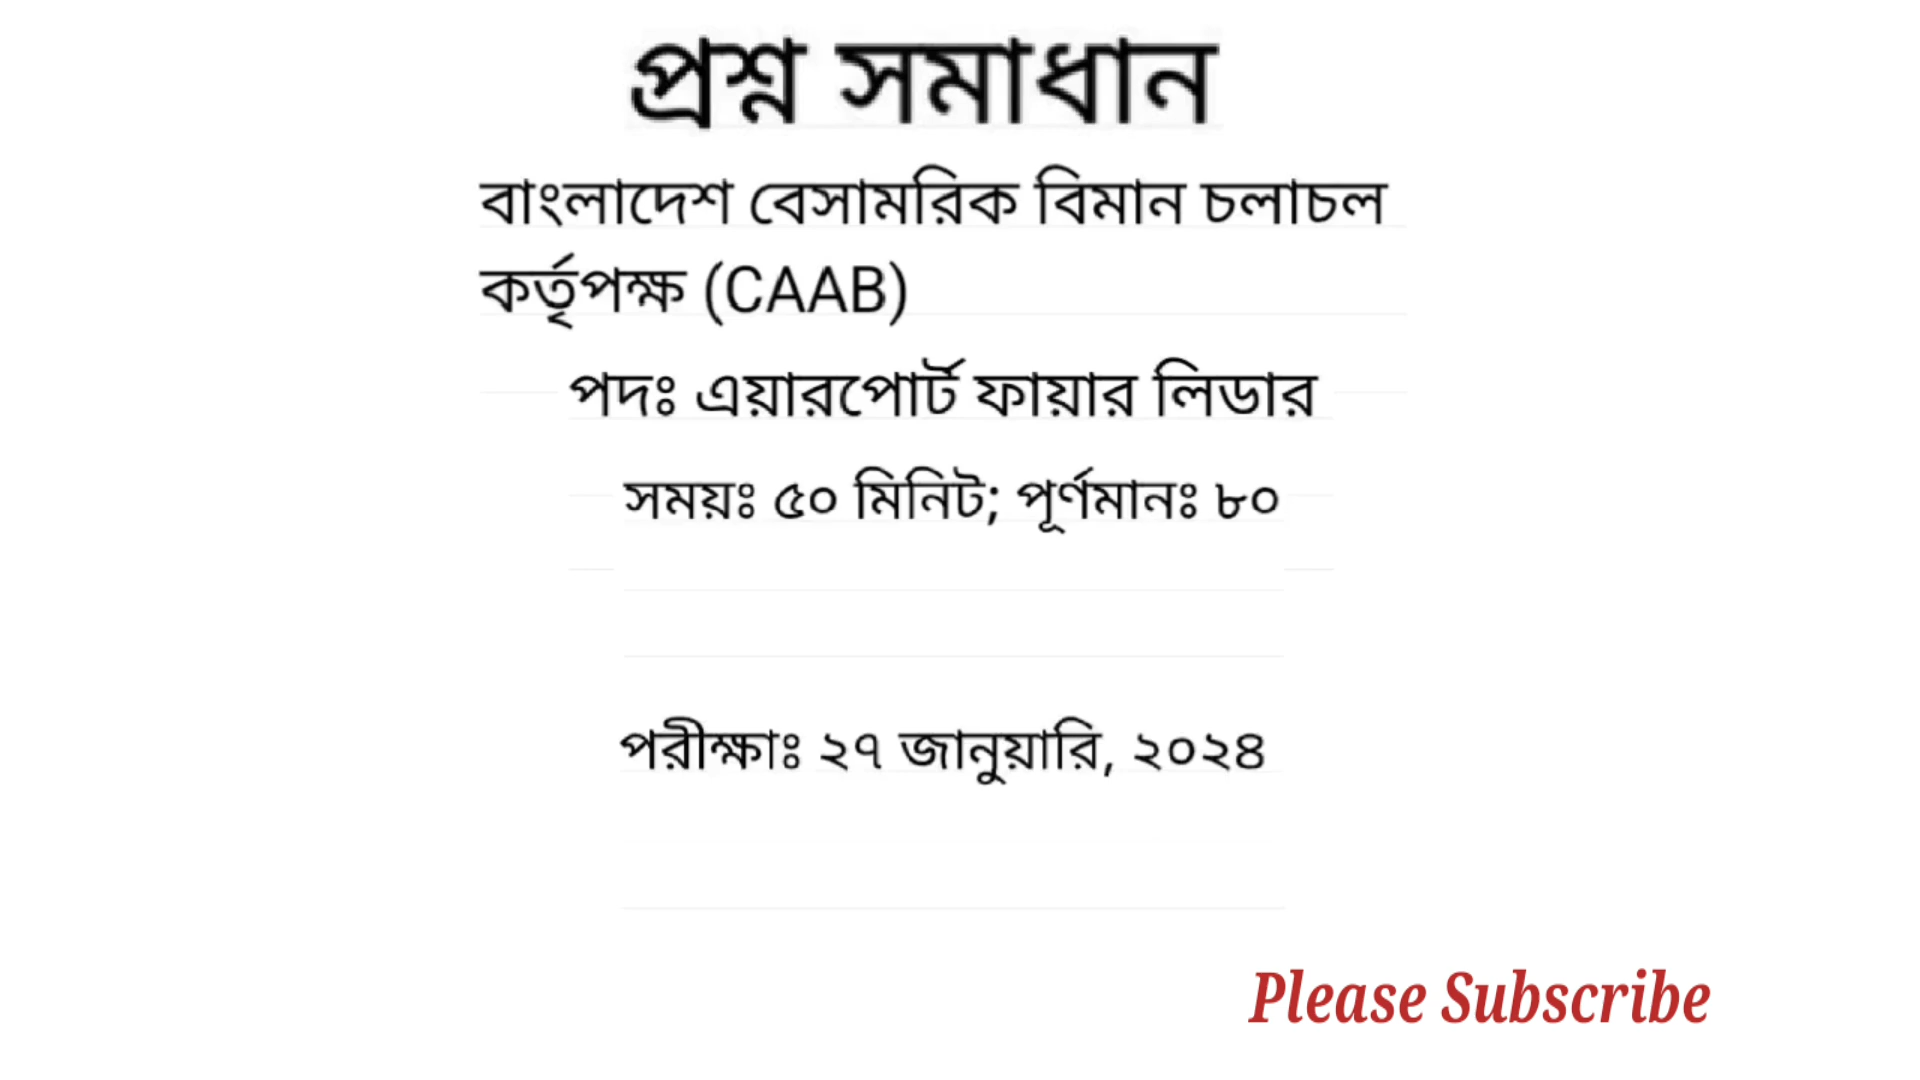 প্রশ্ন সমাধান
বাংলাদেশ বেসামরিক বিমান চলাচল
কর্তৃপক্ষ (CAAB)
পদঃ এয়ারপোর্ট ফায়ার লিডার
সময়ঃ ৫০ মিনিট; পূর্ণমানঃ ৮০
পরীক্ষাঃ ২৭ জানুয়ারি, ২০২৪
Please Subscribe